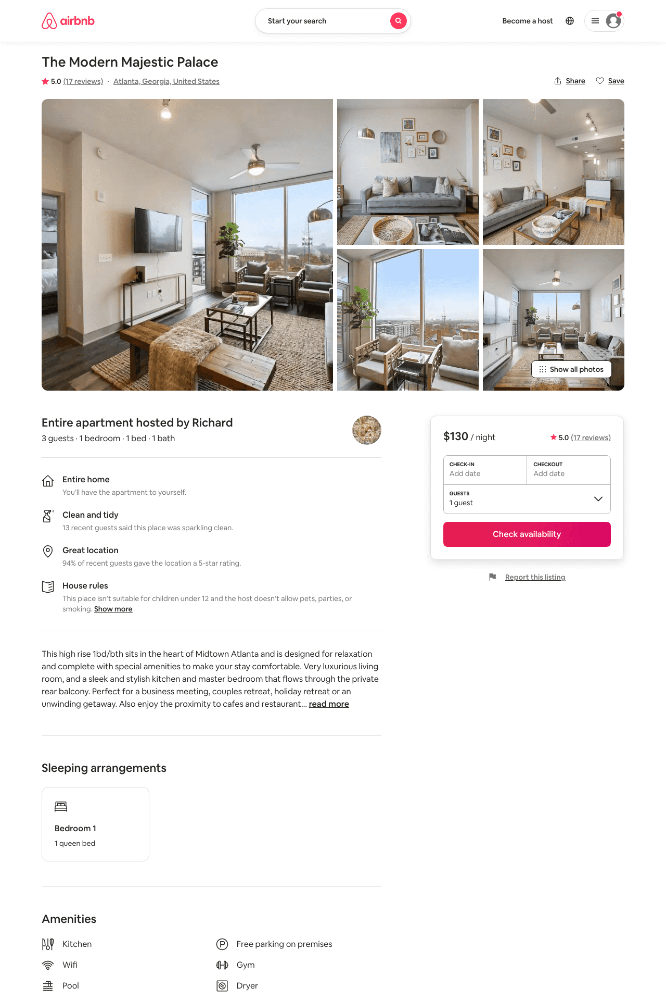 airbnb
Start your search
Become a host
The Modern Majestic Palace
5.0 (17 reviews) · Atlanta, Georgia, United States
Share
Save
Show all photos
Entire apartment hosted by Richard
3 guests · 1 bedroom · 1 bed · 1 bath
Entire home
You’ll have the apartment to yourself.
Clean and tidy
13 recent guests said this place was sparkling clean.
Great location
94% of recent guests gave the location a 5-star rating.
House rules
This place isn’t suitable for children under 12 and the host doesn’t allow pets, parties, or
smoking. Show more
$130 / night
5.0 (17 reviews)
CHECK-IN
Add date
CHECKOUT
Add date
GUESTS
1 guest
Check availability
Report this listing
This high rise 1bd/bth sits in the heart of Midtown Atlanta and is designed for relaxation
and complete with special amenities to make your stay comfortable. Very luxurious living
room, and a sleek and stylish kitchen and master bedroom that flows through the private
rear balcony. Perfect for a business meeting, couples retreat, holiday retreat or an
unwinding getaway. Also enjoy the proximity to cafes and restaurant... read more
Sleeping arrangements
Bedroom 1
1 queen bed
Amenities
Kitchen
Free parking on premises
Wifi
Gym
Pool
Dryer